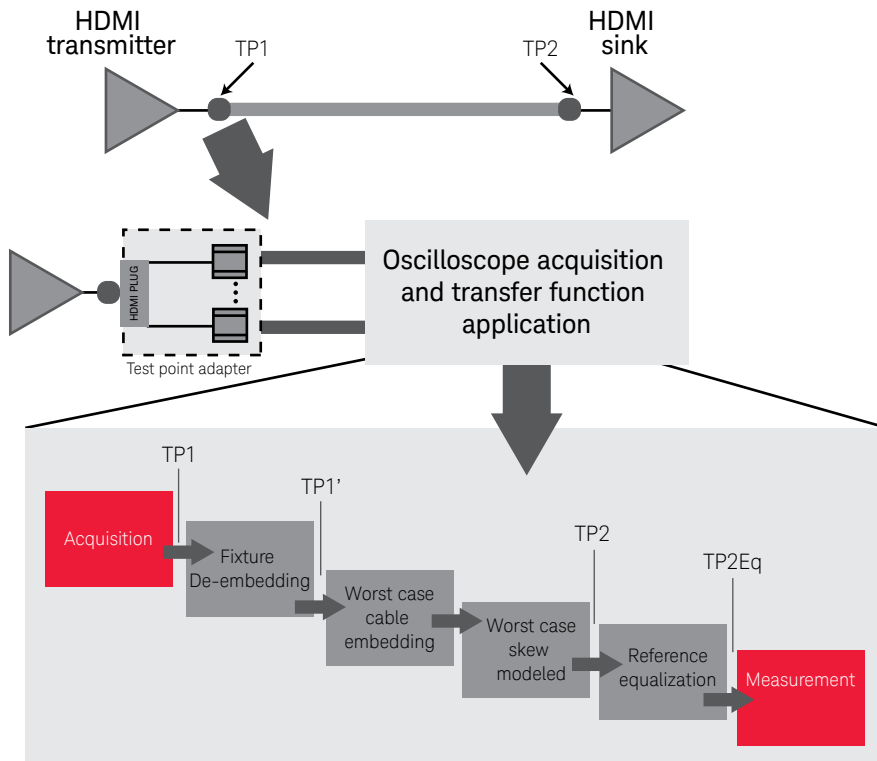 HDMI
transmitter
TP1
TP2
HDMI
sink
HDMI PLUG
Test point adapter
Oscilloscope acquisition
and transfer function
application
TP1
TP1’
TP2
TP2Eq
Acquisition
Fixture
De-embedding
Worst case
cable
embedding
Worst case
skew
modeled
Reference
equalization
Measurement